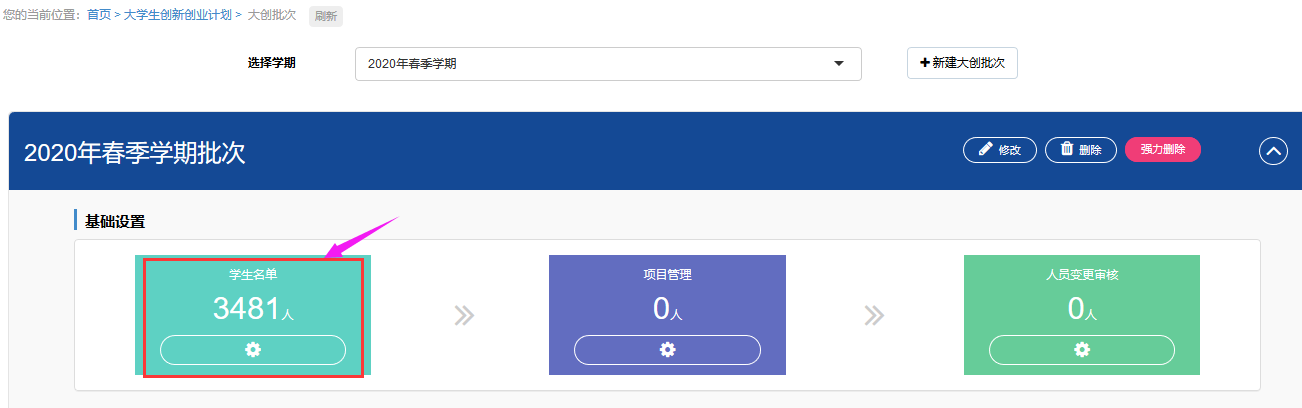 您的当前位置：首页 > 大学生创新创业计划 > 大创批次 刷新
选择学期 2020年春季学期 新建大创批次
2020年春季学期批次 修改 删除 强力删除
基础设置
学生名单 项目管理 人员变更审核
3481人 0人 0人